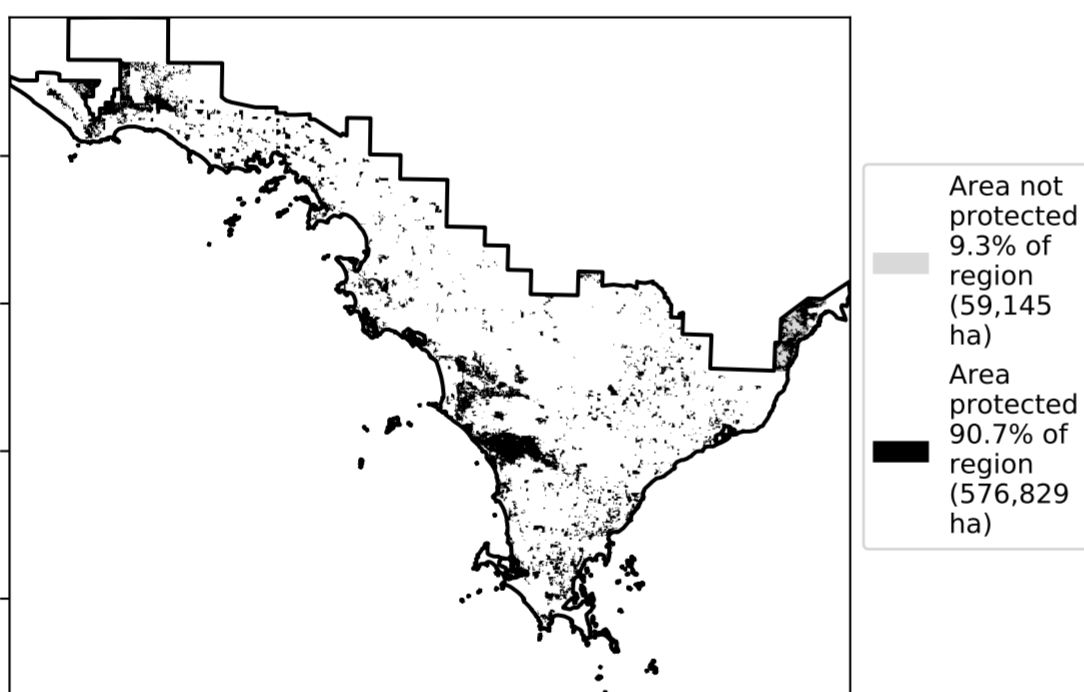 Area not
protected
9.3% of
region
(59,145
ha)
Area
protected
90.7% of
region
(576,829
ha)